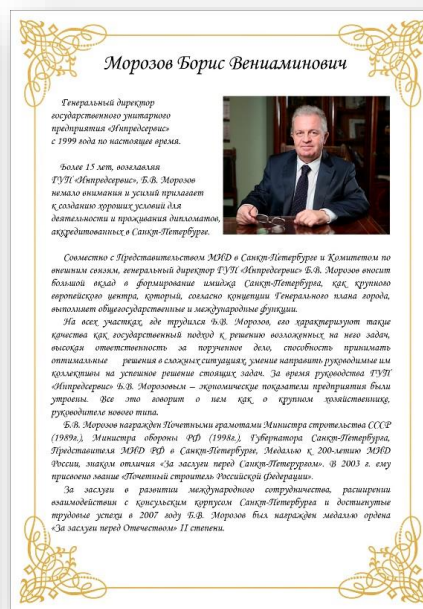 Морозов Борис Вениаминович
Генеральный директор
государственного унитарного
предприятия «Инпредсервис»
с 1999 года по настоящее время.
Более 15 лет, возглавляя
ГУП «Инпредсервис», Б.В. Морозов
немало внимания и усилий прилагает
к созданию хороших условий для
деятельности и проживания дипломатов,
аккредитованных в Санкт-Петербурге.
Совместно с Представительством МИД в Санкт-Петербурге и Комитетом по
внешним связям, генеральный директор ГУП «Инпредсервис» Б.В. Морозов вносит
большой вклад в формирование имиджа Санкт-Петербурга, как крупного
европейского центра, который, согласно концепции Генерального плана города,
выполняет общегосударственные и международные функции.
На всех участках, где трудился Б.В. Морозов, его характеризуют такие
качества как государственный подход к решению возложенных на него задач,
высокая ответственность за порученное дело, способность принимать
оптимальные решения в сложных ситуациях, умение направить руководимые им
коллективы на успешное решение стоящих задач. За время руководства ГУП
«Инпредсервис» Б.В. Морозовым – экономические показатели предприятия были
утроены. Все это говорит о нем как о крупном хозяйственнике,
руководителе нового типа.
Б.В. Морозов награжден Почетными грамотами Министра стротельства СССР
(1989г.), Министра обороны РФ (1998г.), Губернатора Санкт-Петербурга,
Представителя МИД РФ в Санкт-Петербурге, Медалью к 200-летию МИД
России, знаком отличия «За заслуги перед Санкт-Петерургом». В 2003 г. ему
присвоено звание «Почетный строитель Российской Федерации».
За заслуги в развитии международного сотрудничества, расширении
взаимодействия с консульским корпусом Санкт-Петербурга и достигнутые
трудовые успехи в 2007 году Б.В. Морозов был награжден медалью ордена
«За заслуги перед Отечеством» II степени.